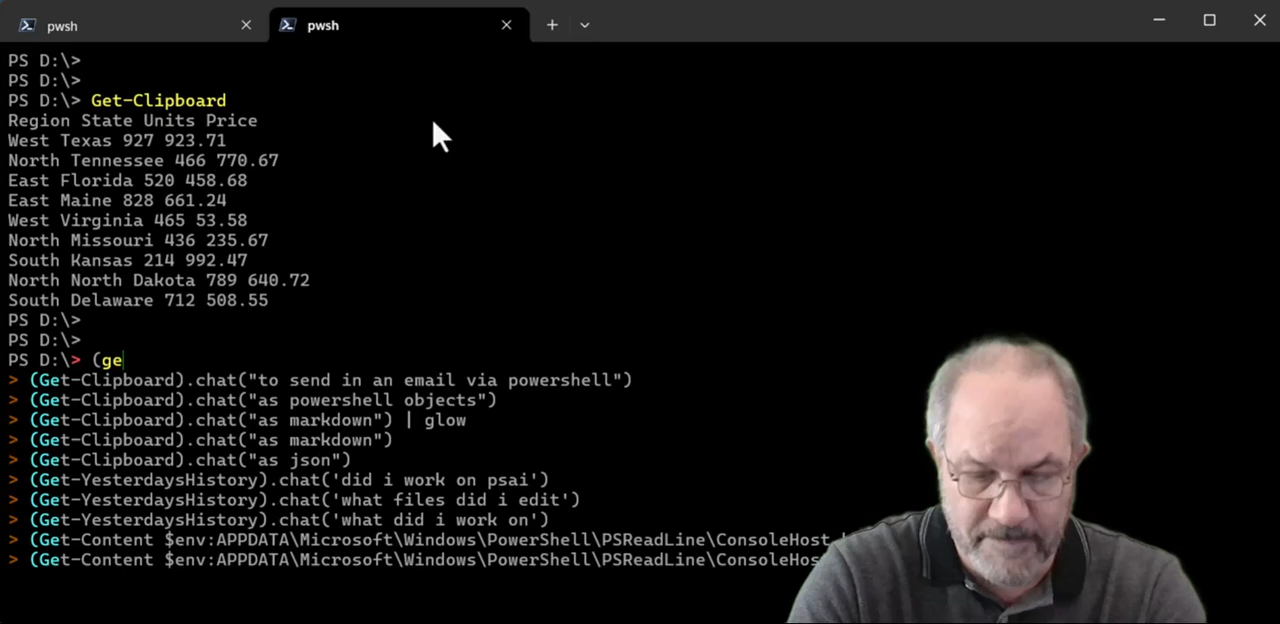 pwsh
pwsh
PS D:\>
PS D:\>
PS D:\> Get-Clipboard
Region State Units Price
West Texas 927 923.71
North Tennessee 466 770.67
East Florida 520 458.68
East Maine 828 661.24
West Virginia 465 53.58
North Missouri 436 235.67
South Kansas 214 992.47
North North Dakota 789 640.72
South Delaware 712 508.55
PS D:\>
PS D:\>
PS D:\> (ge
> (Get-Clipboard).chat("to send in an email via powershell")
> (Get-Clipboard).chat("as powershell objects")
> (Get-Clipboard).chat("as markdown") | glow
> (Get-Clipboard).chat("as markdown")
> (Get-Clipboard).chat("as json")
> (Get-YesterdaysHistory).chat('did i work on psai')
> (Get-YesterdaysHistory).chat('what files did i edit')
> (Get-YesterdaysHistory).chat('what did i work on')
> (Get-Content $env:APPDATA\Microsoft\Windows\PowerShell\PSReadLine\ConsoleHost
> (Get-Content $env:APPDATA\Microsoft\Windows\PowerShell\PSReadLine\ConsoleHos